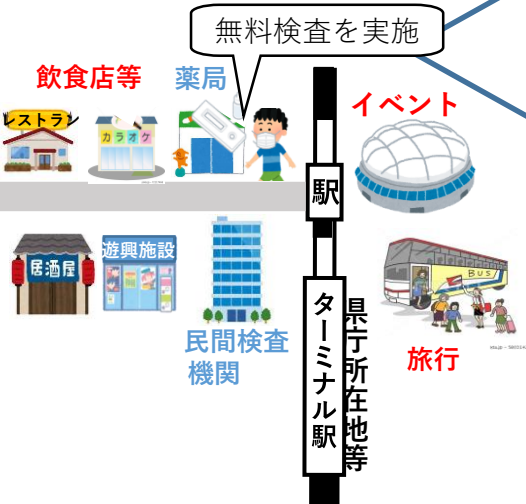 無料検査を実施
飲食店等
薬局
イベント
レストラン
カラオケ
駅
居酒屋
遊興施設
BUS
民間検査
機関
ターミナル駅
県庁所在地等
旅行